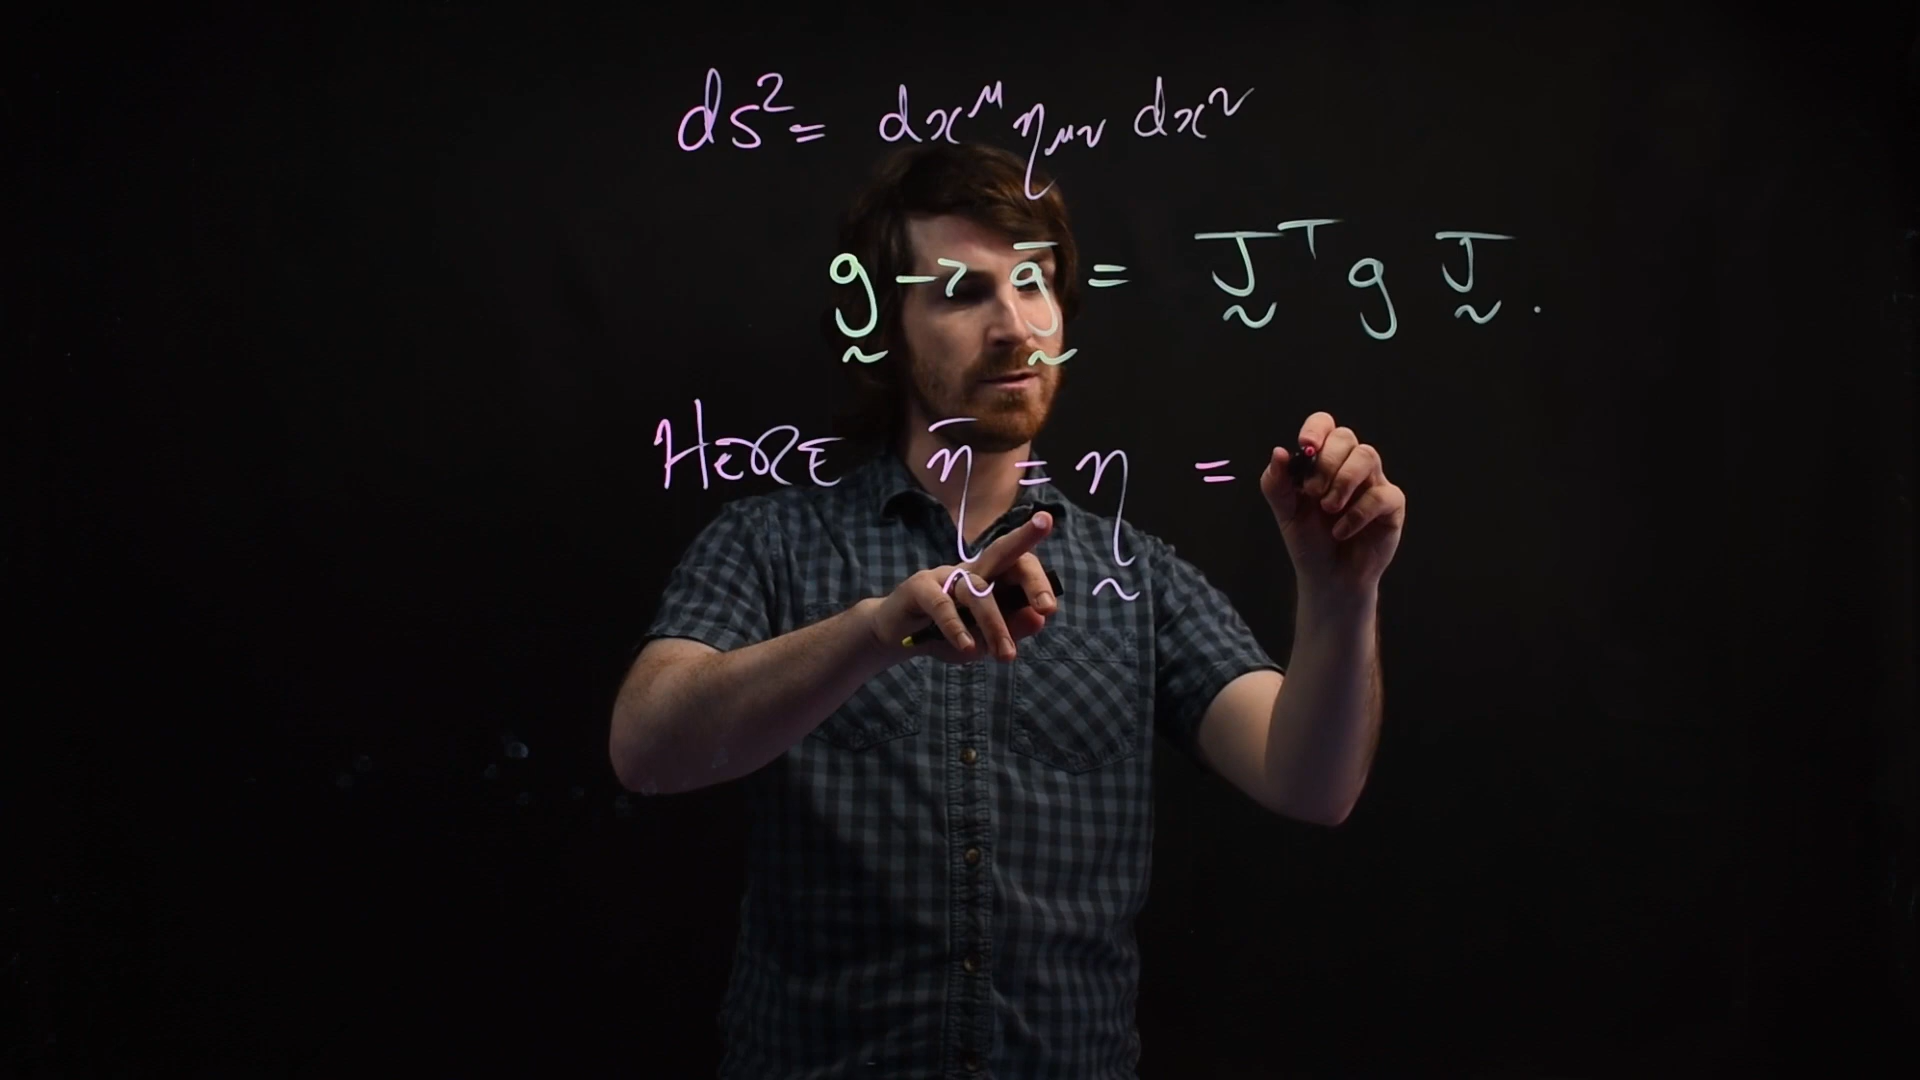 ds² = dx^μ η_μν dx^ν
g̰ → ḡ̰ = J̰̄^T g J̰̄ .
HERE η̰̄ = η̰ =